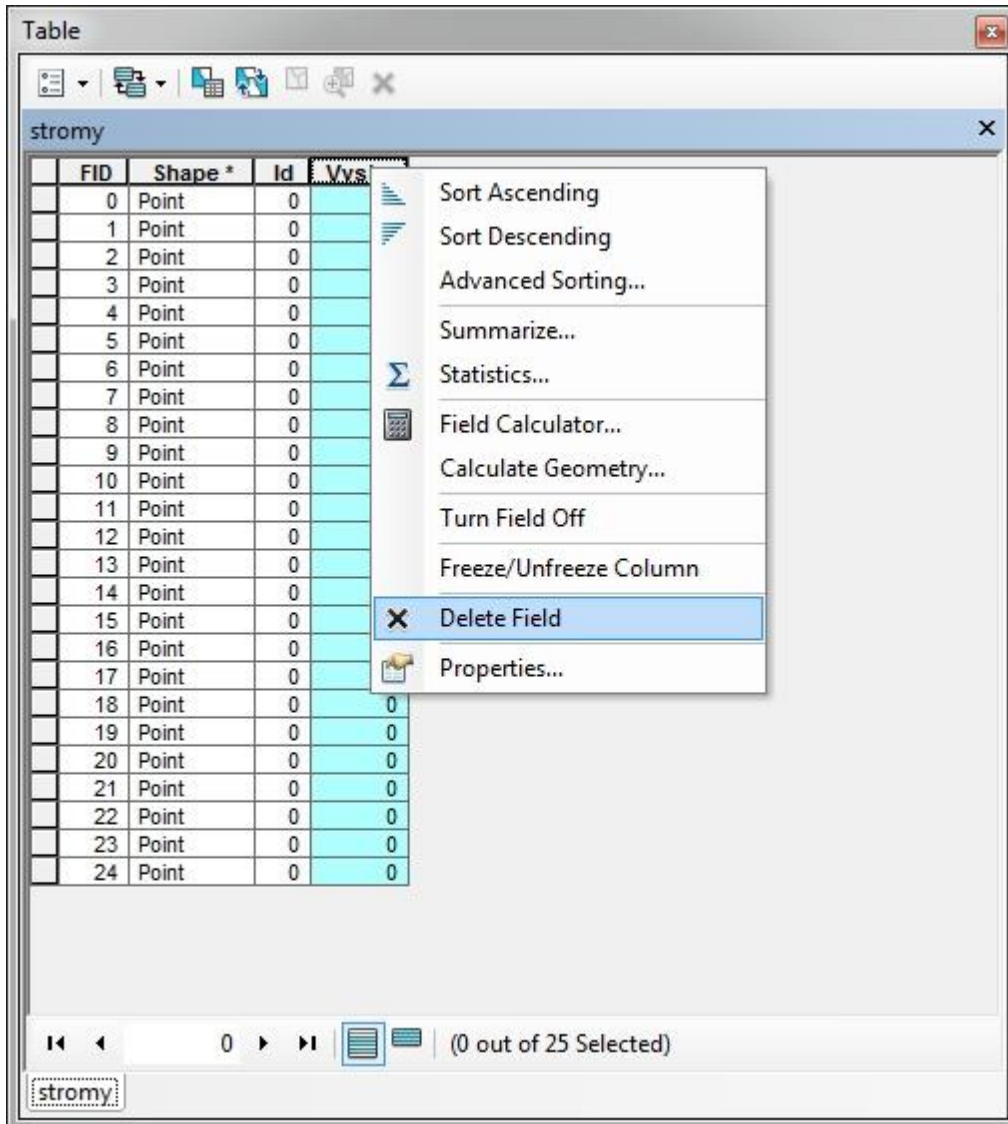 Table
stromy
FID Shape * Id
0 Point 0
1 Point 0
2 Point 0
3 Point 0
4 Point 0
5 Point 0
6 Point 0
7 Point 0
8 Point 0
9 Point 0
10 Point 0
11 Point 0
12 Point 0
13 Point 0
14 Point 0
15 Point 0
16 Point 0
17 Point 0
18 Point 0 0
19 Point 0 0
20 Point 0 0
21 Point 0 0
22 Point 0 0
23 Point 0 0
24 Point 0 0
Sort Ascending
Sort Descending
Advanced Sorting...
Summarize...
Σ Statistics...
Field Calculator...
Calculate Geometry...
Turn Field Off
Freeze/Unfreeze Column
Delete Field
Properties...
0 (0 out of 25 Selected)
stromy